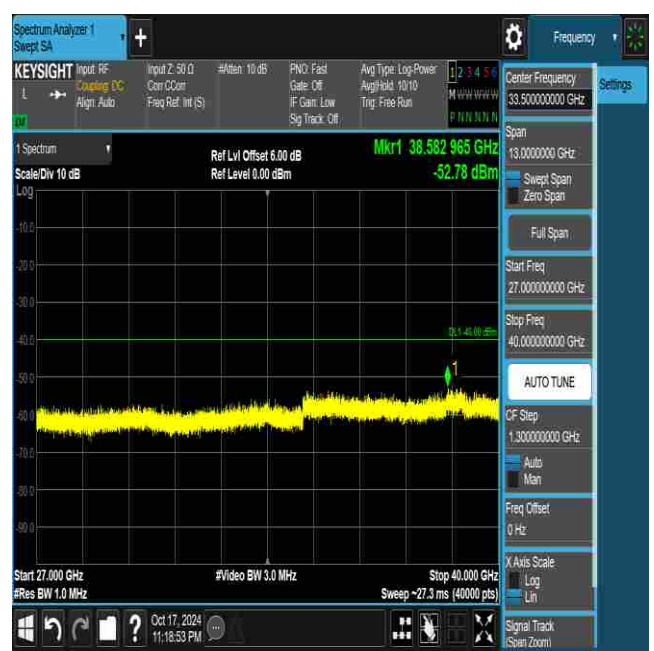 Spectrum Analyzer 1
Swept SA
+
Frequency
KEYSIGHT
L
Input: RF
Coupling: DC
Align: Auto
Input Z: 50 Ω
Corr CCorr
Freq Ref: Int (S)
#Atten: 10 dB
PNO: Fast
Gate: Off
IF Gain: Low
Sig Track: Off
Avg Type: Log-Power
Avg|Hold: 10/10
Trig: Free Run
1 2 3 4 5 6
M W W W W W
P N N N N N
1 Spectrum
Scale/Div 10 dB
Ref Lvl Offset 6.00 dB
Ref Level 0.00 dBm
Mkr1 38.582 965 GHz
-52.78 dBm
Log
-10.0
-20.0
-30.0
-40.0
-50.0
-60.0
-70.0
-80.0
-90.0
DL1 -40.00 dBm
1
Start 27.000 GHz
#Res BW 1.0 MHz
#Video BW 3.0 MHz
Stop 40.000 GHz
Sweep ~27.3 ms (40000 pts)
Oct 17, 2024
11:18:53 PM
Center Frequency
33.500000000 GHz
Settings
Span
13.0000000 GHz
Swept Span
Zero Span
Full Span
Start Freq
27.000000000 GHz
Stop Freq
40.000000000 GHz
AUTO TUNE
CF Step
1.300000000 GHz
Auto
Man
Freq Offset
0 Hz
X Axis Scale
Log
Lin
Signal Track
(Span Zoom)